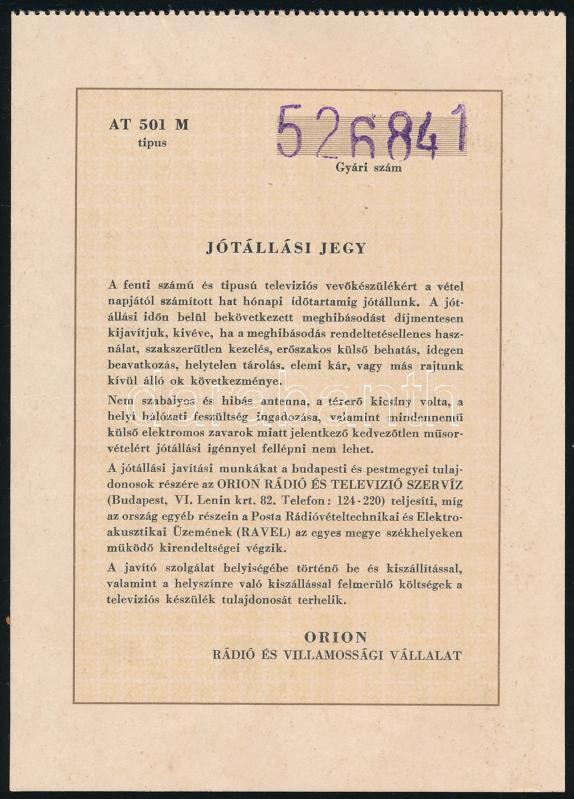 AT 501 M
tipus
526841
Gyári szám
JÓTÁLLÁSI JEGY
A fenti számú és tipusú televiziós vevőkészülékért a vétel
napjától számított hat hónapi időtartamig jótállunk. A jót-
állási időn belül bekövetkezett meghibásodást díjmentesen
kijavítjuk, kivéve, ha a meghibásodás rendeltetésellenes hasz-
nálat, szakszerűtlen kezelés, erőszakos külső behatás, idegen
beavatkozás, helytelen tárolás, elemi kár, vagy más rajtunk
kívül álló ok következménye.
Nem szabályos és hibás antenna, a térerő kicsiny volta, a
helyi hálózati feszültség ingadozása, valamint mindennemű
külső elektromos zavarok miatt jelentkező kedvezőtlen műsor-
vételért jótállási igénnyel fellépni nem lehet.
A jótállási javítási munkákat a budapesti és pestmegyei tulaj-
donosok részére az ORION RÁDIÓ ÉS TELEVIZIÓ SZERVÍZ
(Budapest, VI. Lenin krt. 82. Telefon: 124-220) teljesíti, míg
az ország egyéb részein a Posta Rádióvételtechnikai és Elektro-
akusztikai Üzemének (RAVEL) az egyes megye székhelyeken
működő kirendeltségei végzik.
A javító szolgálat helyiségébe történő be és kiszállítással,
valamint a helyszínre való kiszállással felmerülő költségek a
televiziós készülék tulajdonosát terhelik.
ORION
RÁDIÓ ÉS VILLAMOSSÁGI VÁLLALAT
darabanth